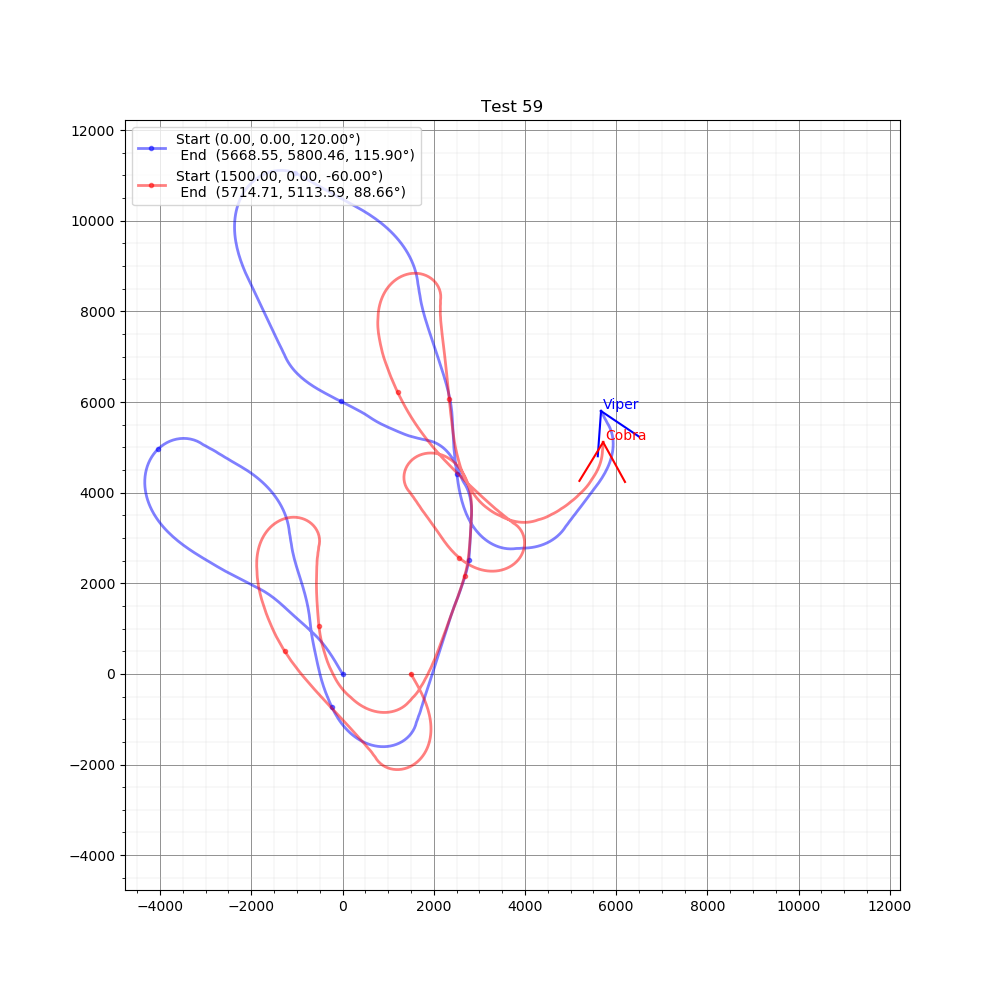 Test 59
Start (0.00, 0.00, 120.00°)
End (5668.55, 5800.46, 115.90°)
Start (1500.00, 0.00, -60.00°)
End (5714.71, 5113.59, 88.66°)
12000
10000
8000
6000
4000
2000
0
−2000
−4000
Viper
Cobra
−4000 −2000 0 2000 4000 6000 8000 10000 12000